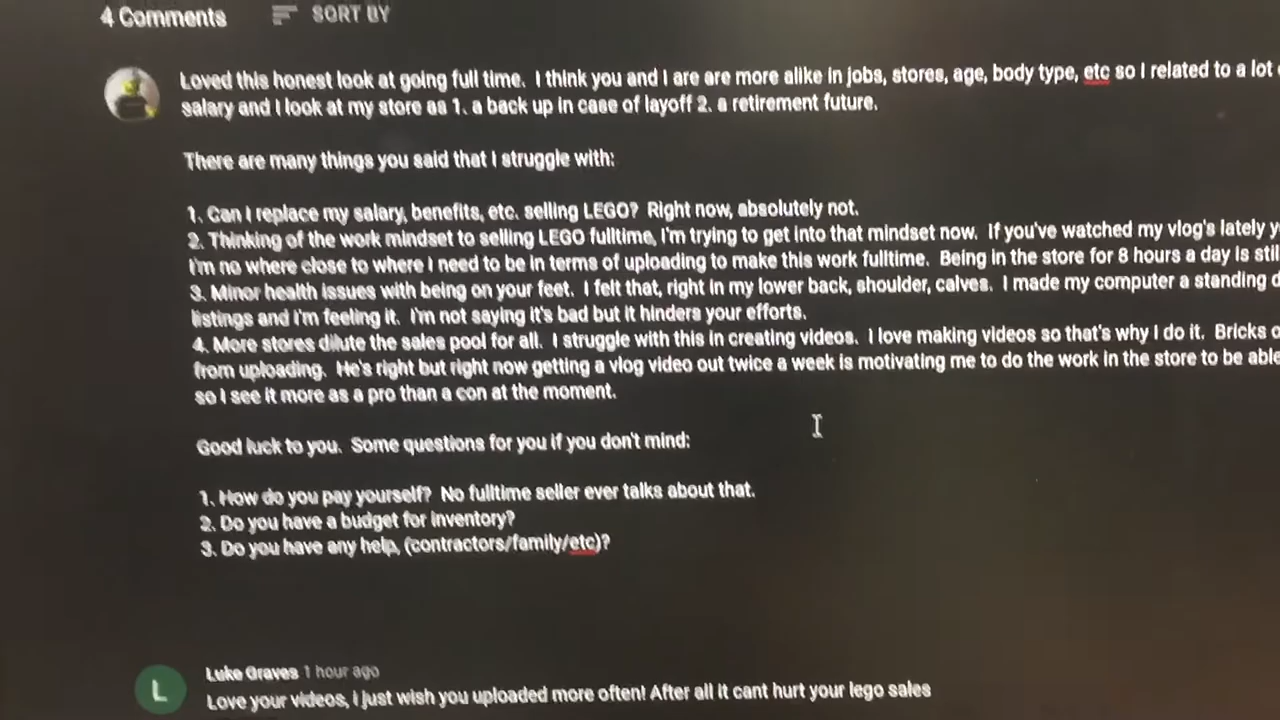 4 Comments SORT BY
Loved this honest look at going full time. I think you and I are are more alike in jobs, stores, age, body type, etc so I related to a lot
salary and I look at my store as 1. a back up in case of layoff 2. a retirement future.
There are many things you said that I struggle with:
1. Can I replace my salary, benefits, etc. selling LEGO? Right now, absolutely not.
2. Thinking of the work mindset to selling LEGO fulltime, I'm trying to get into that mindset now. If you've watched my vlog's lately
I'm no where close to where I need to be in terms of uploading to make this work fulltime. Being in the store for 8 hours a day is
3. Minor health issues with being on your feet. I felt that, right in my lower back, shoulder, calves. I made my computer a standing
listings and I'm feeling it. I'm not saying it's bad but it hinders your efforts.
4. More stores dilute the sales pool for all. I struggle with this in creating videos. I love making videos so that's why I do it. Bricks
from uploading. He's right but right now getting a vlog video out twice a week is motivating me to do the work in the store to be able
so I see it more as a pro than a con at the moment.
Good luck to you. Some questions for you if you don't mind:
1. How do you pay yourself? No fulltime seller ever talks about that.
2. Do you have a budget for inventory?
3. Do you have any help, (contractors/family/etc)?
L
Luke Graves 1 hour ago
Love your videos, I just wish you uploaded more often! After all it cant hurt your lego sales